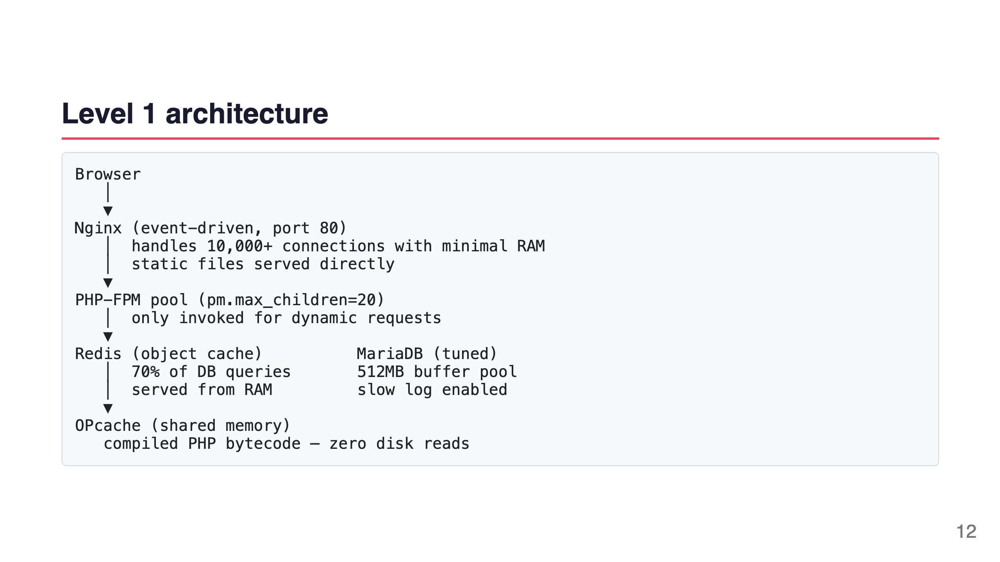 Level 1 architecture
Browser
│
▼
Nginx (event-driven, port 80)
│  handles 10,000+ connections with minimal RAM
│  static files served directly
▼
PHP-FPM pool (pm.max_children=20)
│  only invoked for dynamic requests
▼
Redis (object cache)          MariaDB (tuned)
│  70% of DB queries       512MB buffer pool
│  served from RAM         slow log enabled
▼
OPcache (shared memory)
compiled PHP bytecode — zero disk reads
12